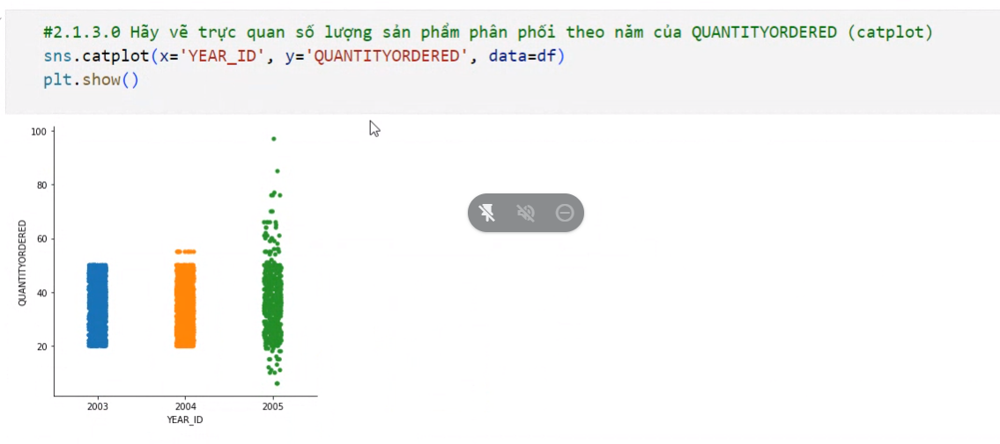 #2.1.3.0 Hãy vẽ trực quan số lượng sản phẩm phân phối theo năm của QUANTITYORDERED (catplot)
sns.catplot(x='YEAR_ID', y='QUANTITYORDERED', data=df)
plt.show()
100
80
60
40
20
QUANTITYORDERED
2003 2004 2005
YEAR_ID